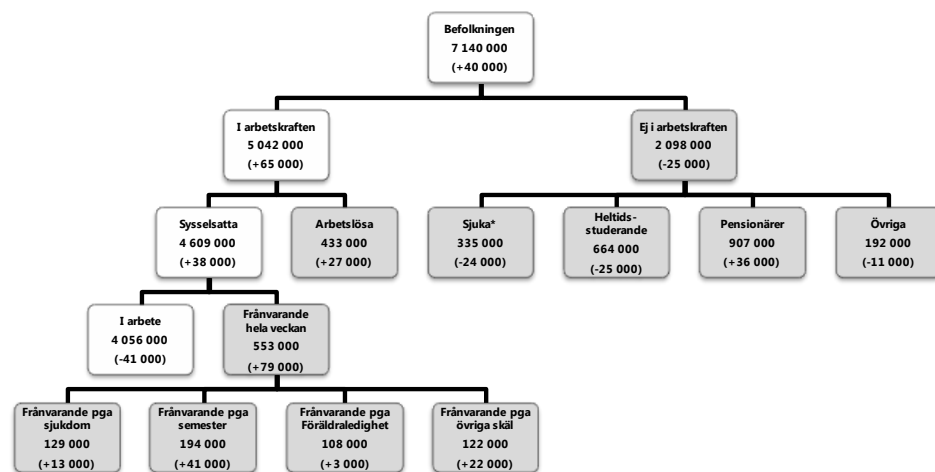 Befolkningen
7 140 000
(+40 000)
I arbetskraften
5 042 000
(+65 000)
Ej i arbetskraften
2 098 000
(-25 000)
Sysselsatta
4 609 000
(+38 000)
Arbetslösa
433 000
(+27 000)
Sjuka*
335 000
(-24 000)
Heltids-
studerande
664 000
(-25 000)
Pensionärer
907 000
(+36 000)
Övriga
192 000
(-11 000)
I arbete
4 056 000
(-41 000)
Frånvarande
hela veckan
553 000
(+79 000)
Frånvarande pga
sjukdom
129 000
(+13 000)
Frånvarande pga
semester
194 000
(+41 000)
Frånvarande pga
Föräldraledighet
108 000
(+3 000)
Frånvarande pga
övriga skäl
122 000
(+22 000)